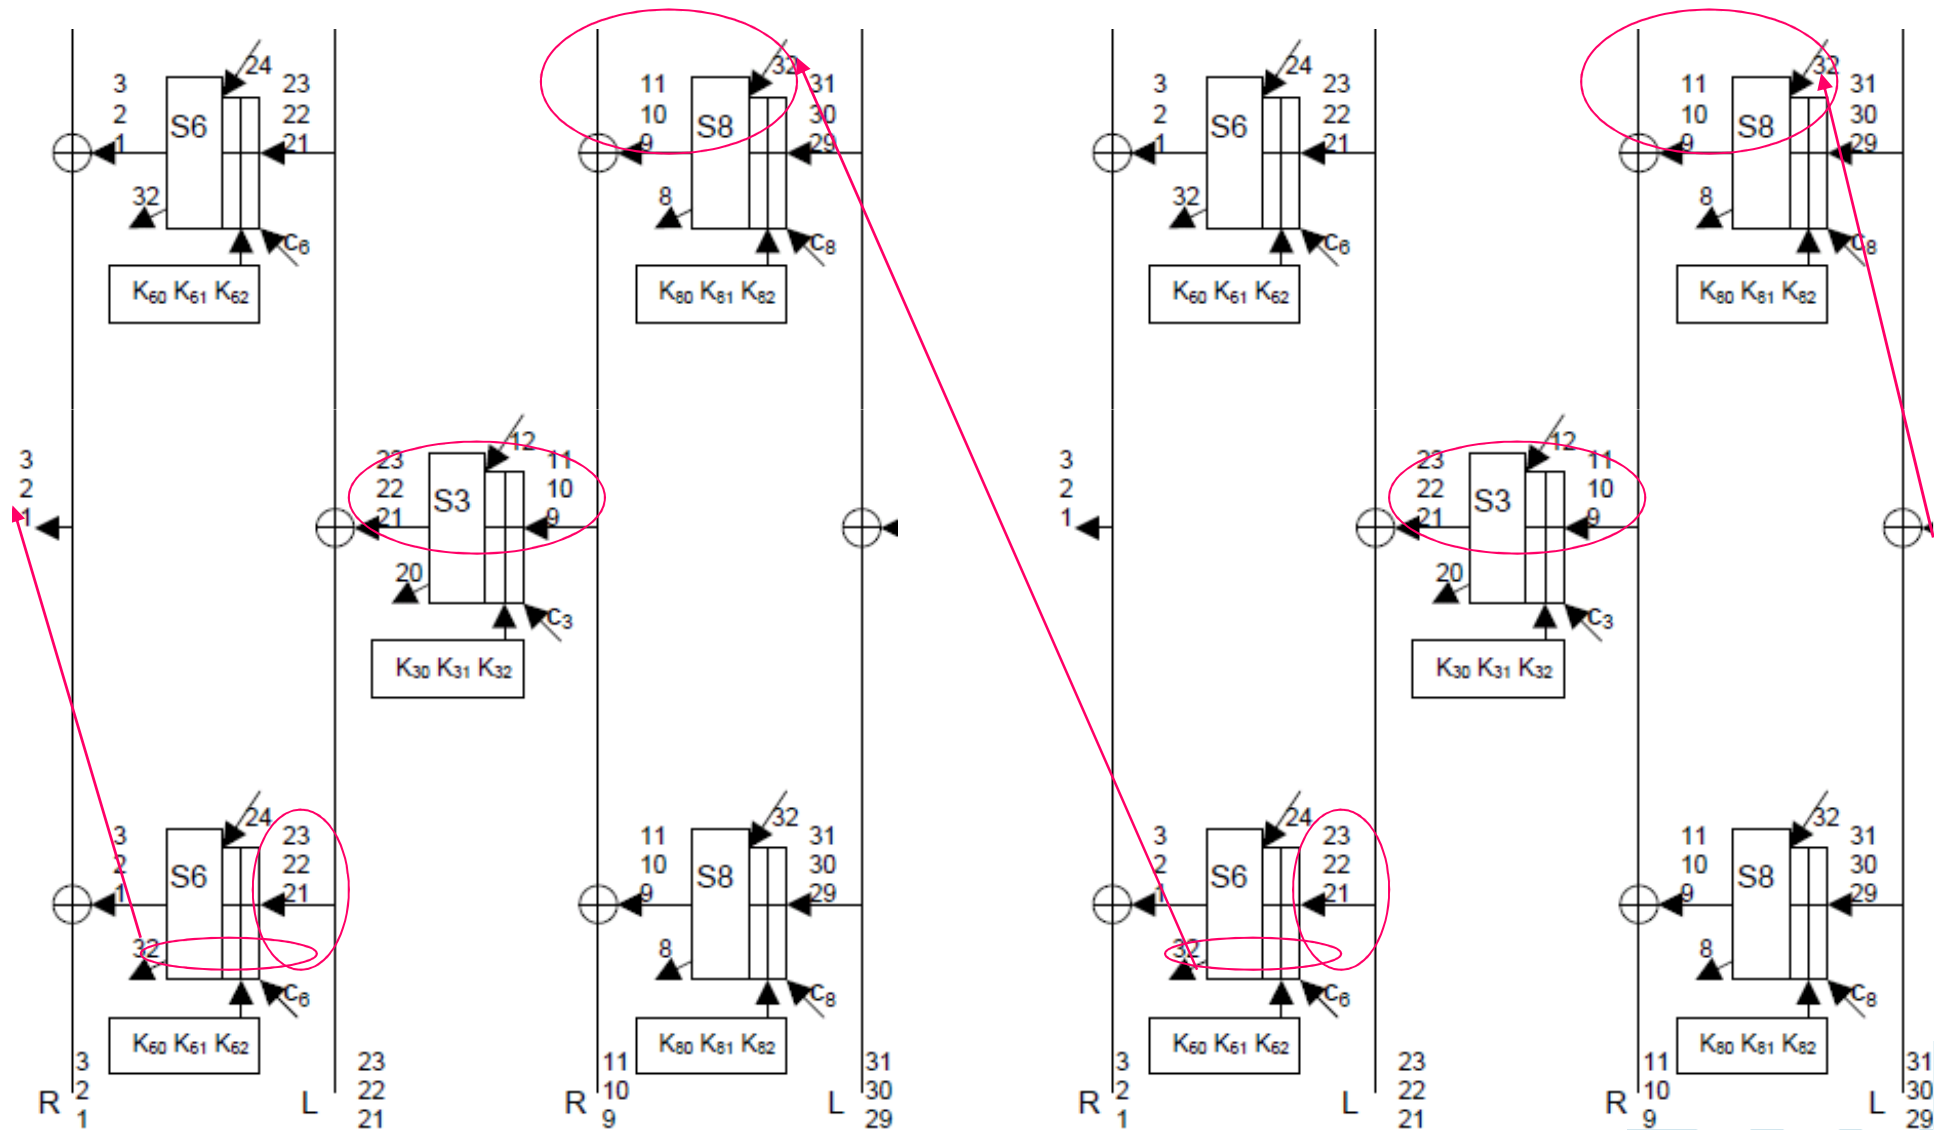 24 32 24 32
3 23 11 31 3 23 11 31
2 S6 22 10 S8 30 2 S6 22 10 S8 30
1 21 9 29 1 21 9 29
32 8 32 8
C6 C8 C6 C8
K60 K61 K62 K80 K81 K82 K60 K61 K62 K80 K81 K82
12 12
3 23 11 3 23 11
2 22 S3 10 2 22 S3 10
1 21 9 1 21 9
20 20
C3 C3
K30 K31 K32 K30 K31 K32
24 32 24 32
3 23 11 31 3 23 11 31
2 S6 22 10 S8 30 2 S6 22 10 S8 30
1 21 9 29 1 21 9 29
32 8 32 8
C6 C8 C6 C8
K60 K61 K62 K80 K81 K82 K60 K61 K62 K80 K81 K82
3 23 11 31 3 23 11 31
R 2 L 22 R 10 L 30 R 2 L 22 R 10 L 30
1 21 9 29 1 21 9 29